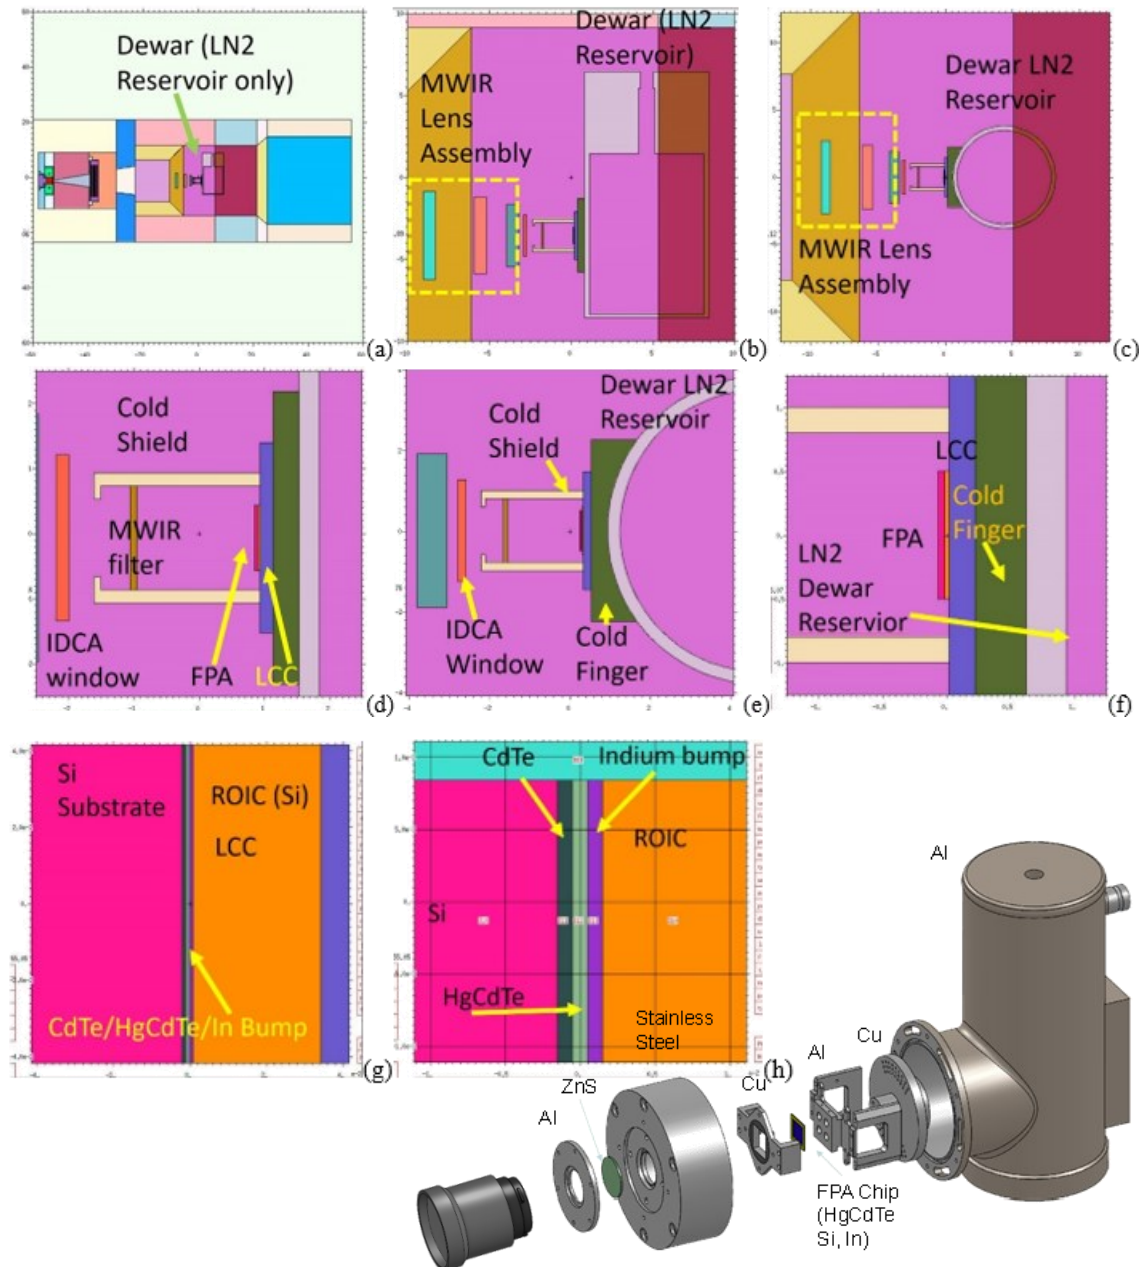 Dewar (LN2
Reservoir only)
(a)
Dewar (LN2
Reservoir)
MWIR
Lens
Assembly
(b)
Dewar LN2
Reservoir
MWIR Lens
Assembly
(c)
Cold
Shield
MWIR
filter
IDCA
window
FPA
LCC
(d)
Dewar LN2
Reservoir
Cold
Shield
IDCA
Window
Cold
Finger
(e)
LCC
Cold
Finger
FPA
LN2
Dewar
Reservior
(f)
Si
Substrate
ROIC (Si)
LCC
CdTe/HgCdTe/In Bump
(g)
CdTe
Indium bump
ROIC
Si
HgCdTe
Stainless
Steel
(h)
Al
Al
Cu
Cu
ZnS
Al
FPA Chip
(HgCdTe
Si, In)